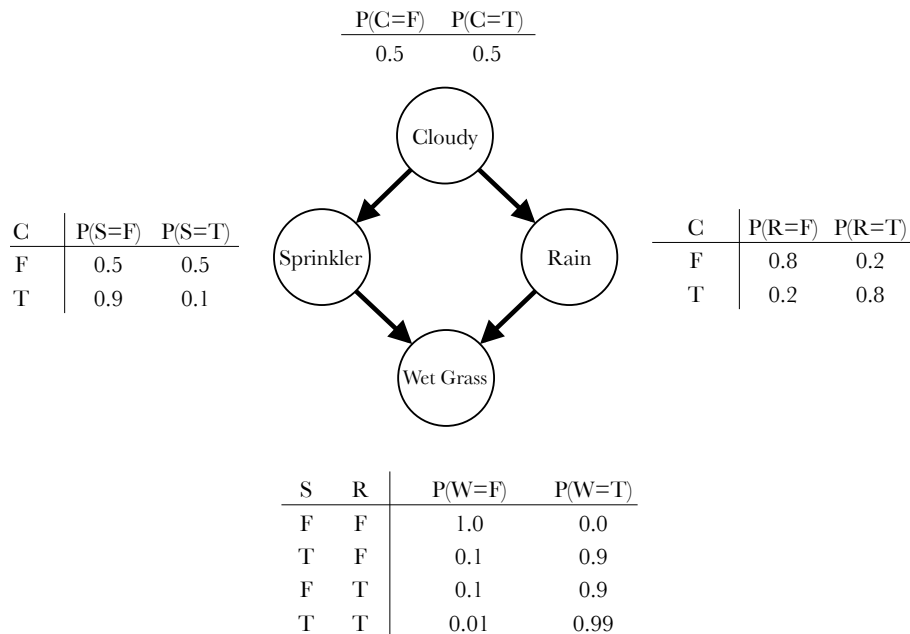 P(C=F) P(C=T)
0.5 0.5
Cloudy
C P(S=F) P(S=T)
F 0.5 0.5
T 0.9 0.1
Sprinkler
Rain
C P(R=F) P(R=T)
F 0.8 0.2
T 0.2 0.8
Wet Grass
S R P(W=F) P(W=T)
F F 1.0 0.0
T F 0.1 0.9
F T 0.1 0.9
T T 0.01 0.99